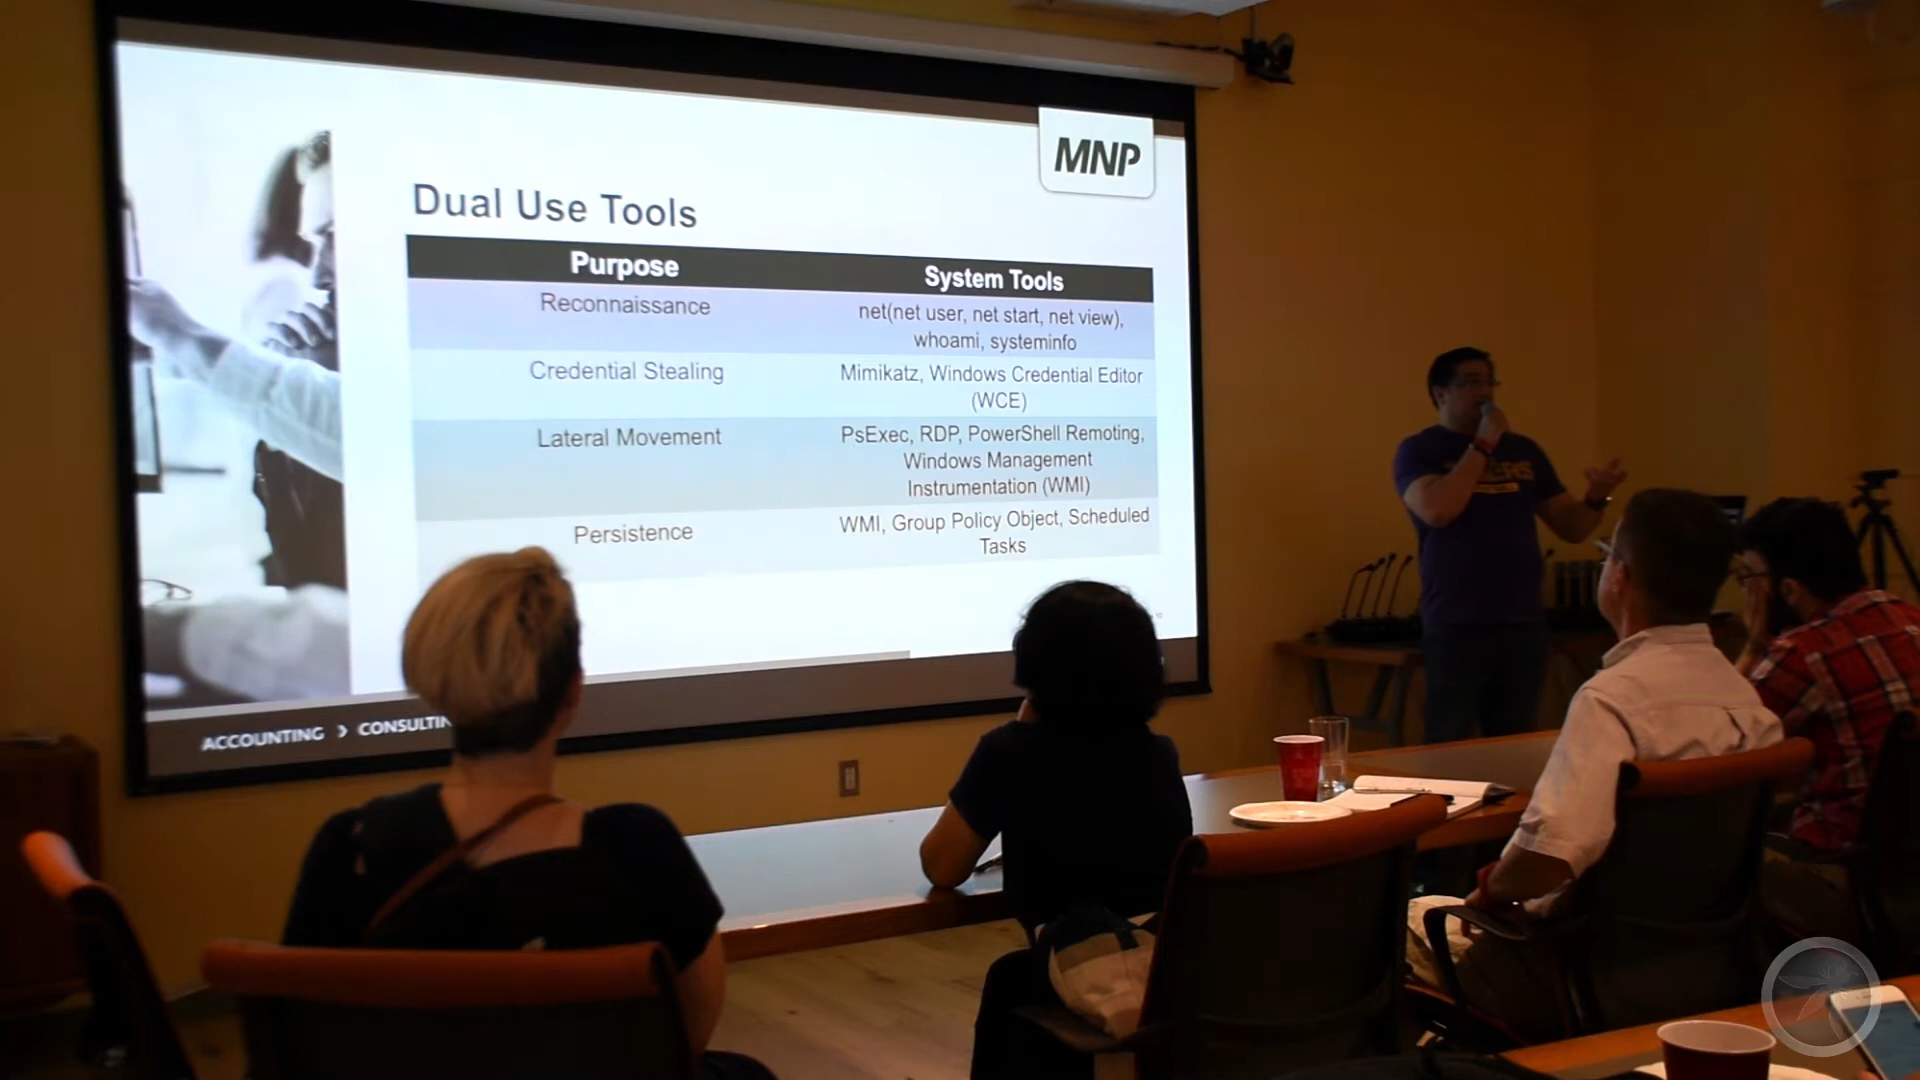 MNP
Dual Use Tools
Purpose
System Tools
Reconnaissance
net(net user, net start, net view),
whoami, systeminfo
Credential Stealing
Mimikatz, Windows Credential Editor
(WCE)
Lateral Movement
PsExec, RDP, PowerShell Remoting,
Windows Management
Instrumentation (WMI)
Persistence
WMI, Group Policy Object, Scheduled
Tasks
ACCOUNTING › CONSULTIN